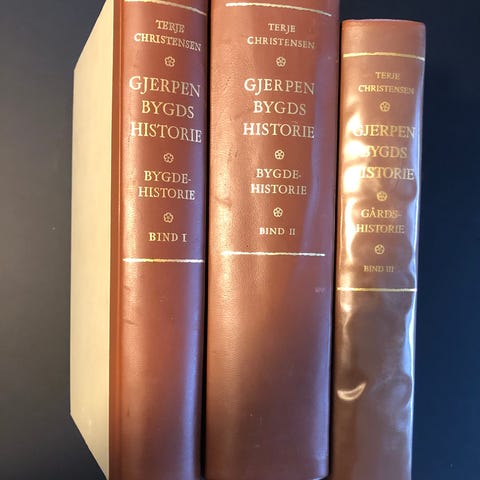 TERJE
CHRISTENSEN
GJERPEN
BYGDS
HISTORIE
BYGDE-
HISTORIE
BIND I
TERJE
CHRISTENSEN
GJERPEN
BYGDS
HISTORIE
BYGDE-
HISTORIE
BIND II
TERJE
CHRISTENSEN
GJERPEN
BYGDS
HISTORIE
GÅRDS-
HISTORIE
BIND III